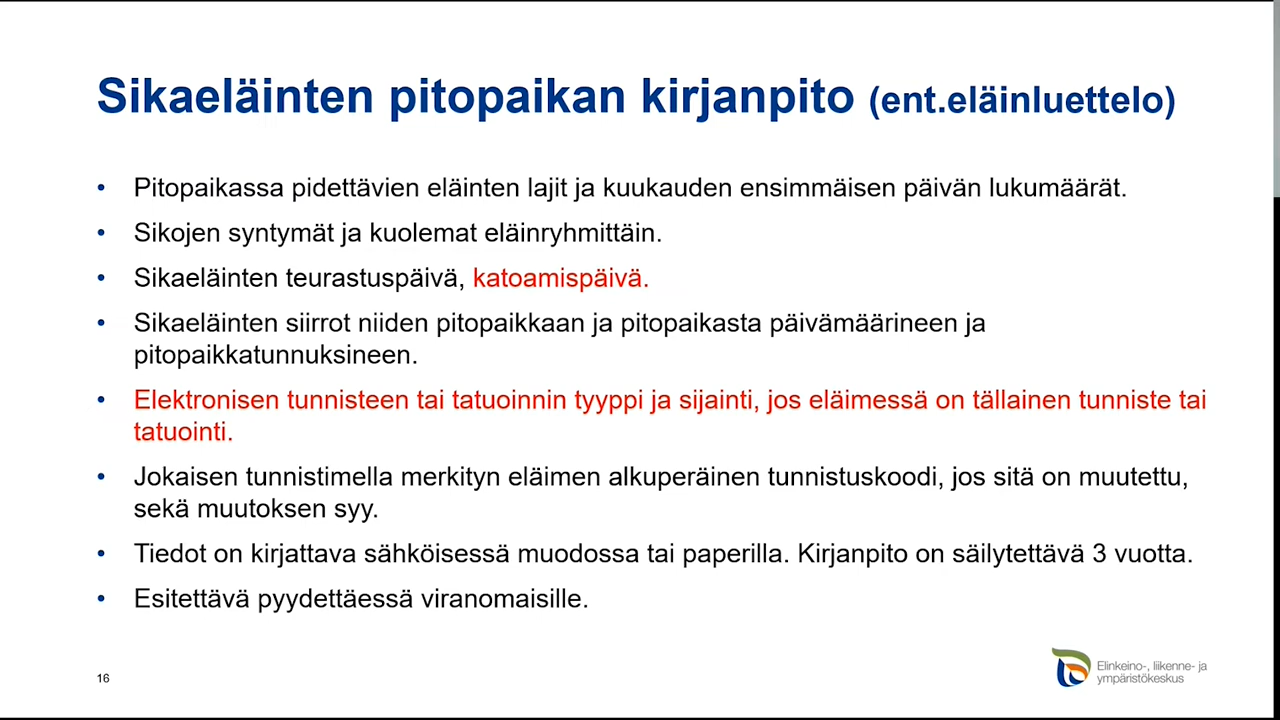 Sikaeläinten pitopaikan kirjanpito (ent.eläinluettelo)
• Pitopaikassa pidettävien eläinten lajit ja kuukauden ensimmäisen päivän lukumäärät.
• Sikojen syntymät ja kuolemat eläinryhmittäin.
• Sikaeläinten teurastuspäivä, katoamispäivä.
• Sikaeläinten siirrot niiden pitopaikkaan ja pitopaikasta päivämäärineen ja
pitopaikkatunnuksineen.
• Elektronisen tunnisteen tai tatuoinnin tyyppi ja sijainti, jos eläimessä on tällainen tunniste tai
tatuointi.
• Jokaisen tunnistimella merkityn eläimen alkuperäinen tunnistuskoodi, jos sitä on muutettu,
sekä muutoksen syy.
• Tiedot on kirjattava sähköisessä muodossa tai paperilla. Kirjanpito on säilytettävä 3 vuotta.
• Esitettävä pyydettäessä viranomaisille.
16
Elinkeino-, liikenne- ja
ympäristökeskus